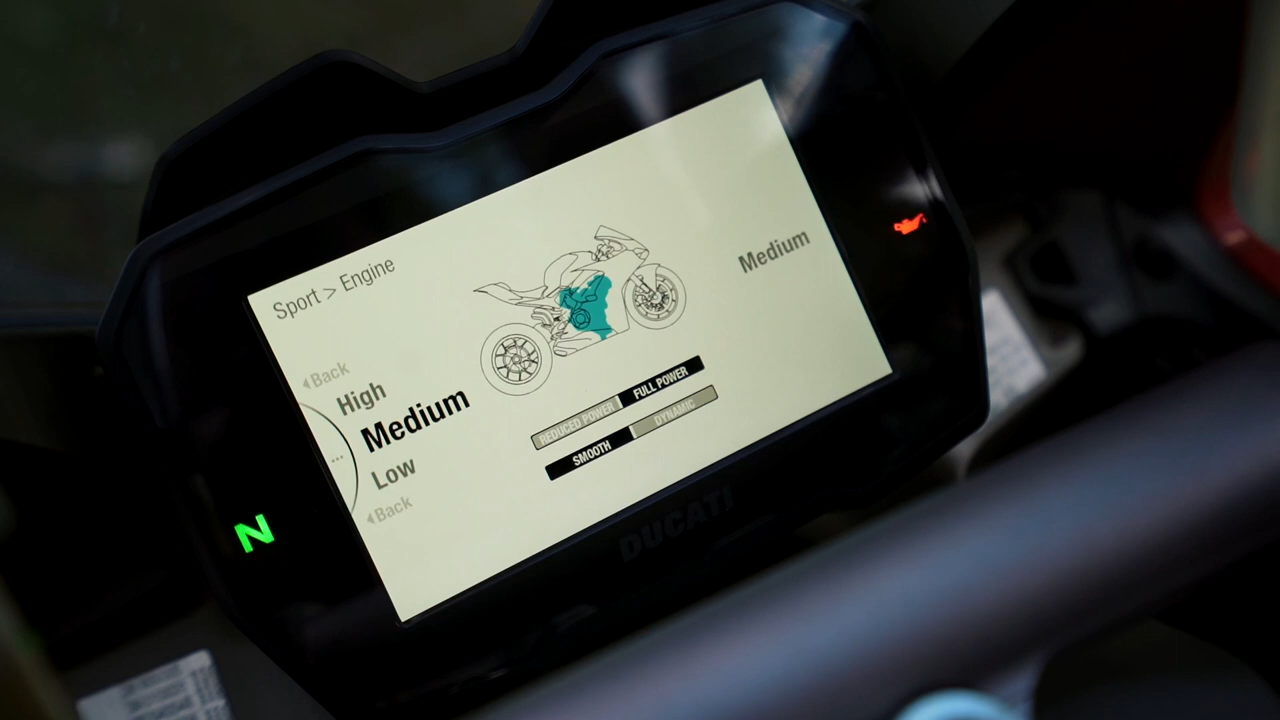 Sport > Engine
Back
High
Medium
Low
Back
Medium
REDUCED POWER FULL POWER
SMOOTH DYNAMIC
N
DUCATI